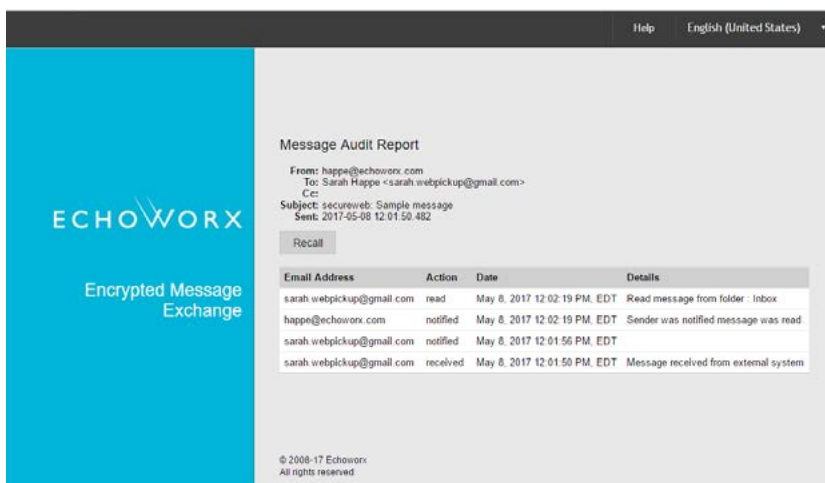 Help English (United States)
ECHOWORX
Encrypted Message
Exchange
Message Audit Report
From: happe@echoworx.com
To: Sarah Happe <sarah.webpickup@gmail.com>
Cc:
Subject: secureweb: Sample message
Sent: 2017-05-08 12:01:50.482
Recall
Email Address Action Date Details
sarah.webpickup@gmail.com read May 8, 2017 12:02:19 PM, EDT Read message from folder : Inbox
happe@echoworx.com notified May 8, 2017 12:02:19 PM, EDT Sender was notified message was read
sarah.webpickup@gmail.com notified May 8, 2017 12:01:56 PM, EDT
sarah.webpickup@gmail.com received May 8, 2017 12:01:50 PM, EDT Message received from external system
© 2008-17 Echoworx
All rights reserved